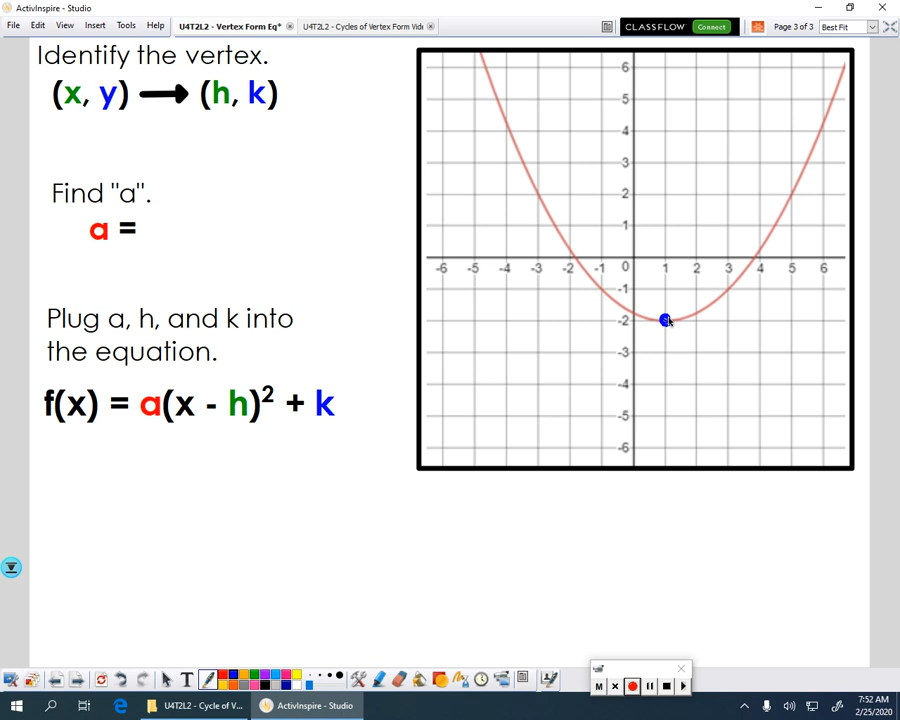 ActivInspire - Studio
File Edit View Insert Tools Help U4T2L2 - Vertex Form Eq* U4T2L2 - Cycles of Vertex Form Vid CLASSFLOW Connect Page 3 of 3 Best Fit
Identify the vertex.
(x, y) (h, k)
Find "a".
a =
Plug a, h, and k into
the equation.
f(x) = a(x - h)² + k
6
5
4
3
2
1
-6 -5 -4 -3 -2 -1 0 1 2 3 4 5 6
-1
-2
-3
-4
-5
-6
M
T
U4T2L2 - Cycle of V... ActivInspire - Studio 7:52 AM
2/25/2020